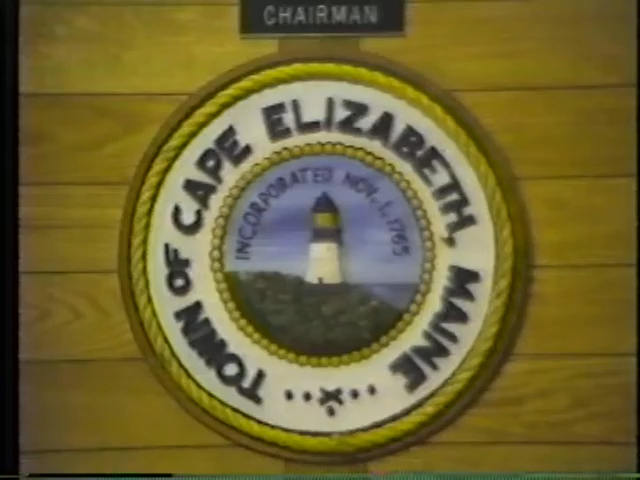 CHAIRMAN
TOWN OF CAPE ELIZABETH, MAINE
INCORPORATED NOV. 1, 1765